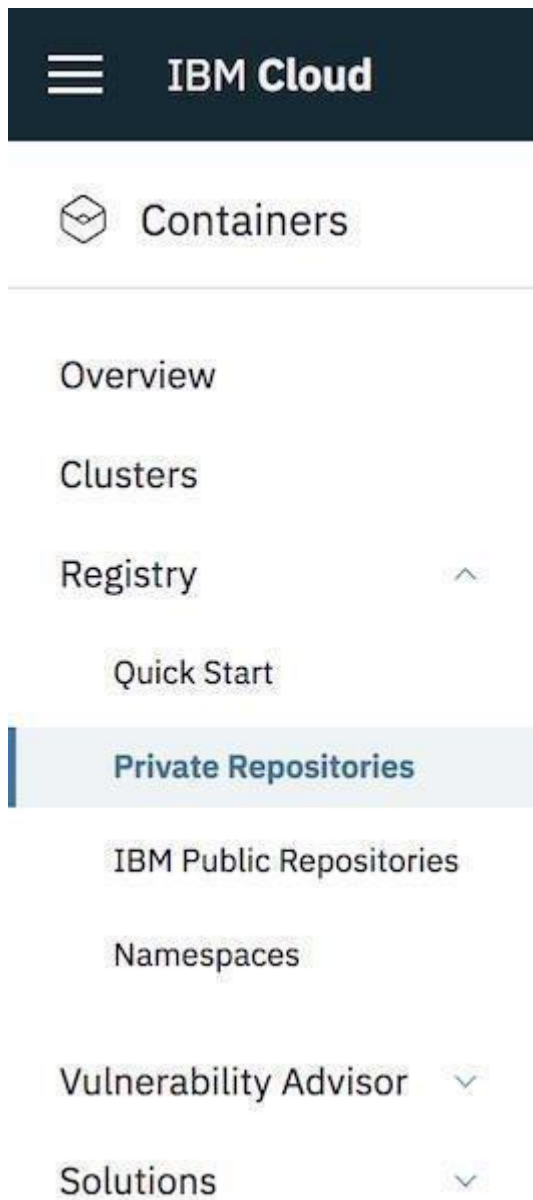 IBM Cloud
Containers
Overview
Clusters
Registry
Quick Start
Private Repositories
IBM Public Repositories
Namespaces
Vulnerability Advisor
Solutions